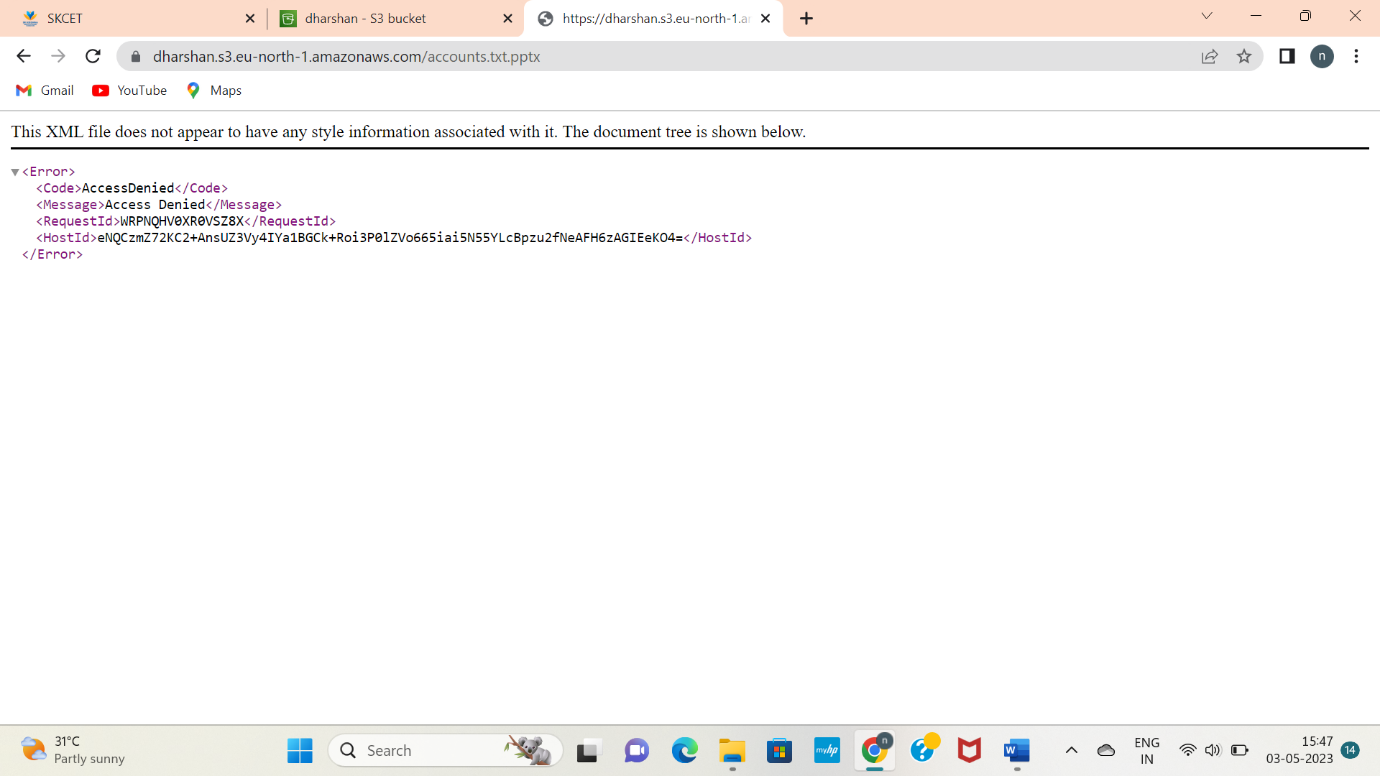 SKCET
dharshan - S3 bucket
https://dharshan.s3.eu-north-1.ar
dharshan.s3.eu-north-1.amazonaws.com/accounts.txt.pptx
n
Gmail
YouTube
Maps
This XML file does not appear to have any style information associated with it. The document tree is shown below.
<Error>
<Code>AccessDenied</Code>
<Message>Access Denied</Message>
<RequestId>WRPNQHV0XR0VSZ8X</RequestId>
<HostId>eNQCzmZ72KC2+AnsUZ3Vy4IYa1BGCk+Roi3P0lZVo665iai5N55YLcBpzu2fNeAFH6zAGIEeKO4=</HostId>
</Error>
31°C
Partly sunny
Search
myhp
n
W
ENG
IN
15:47
03-05-2023
14